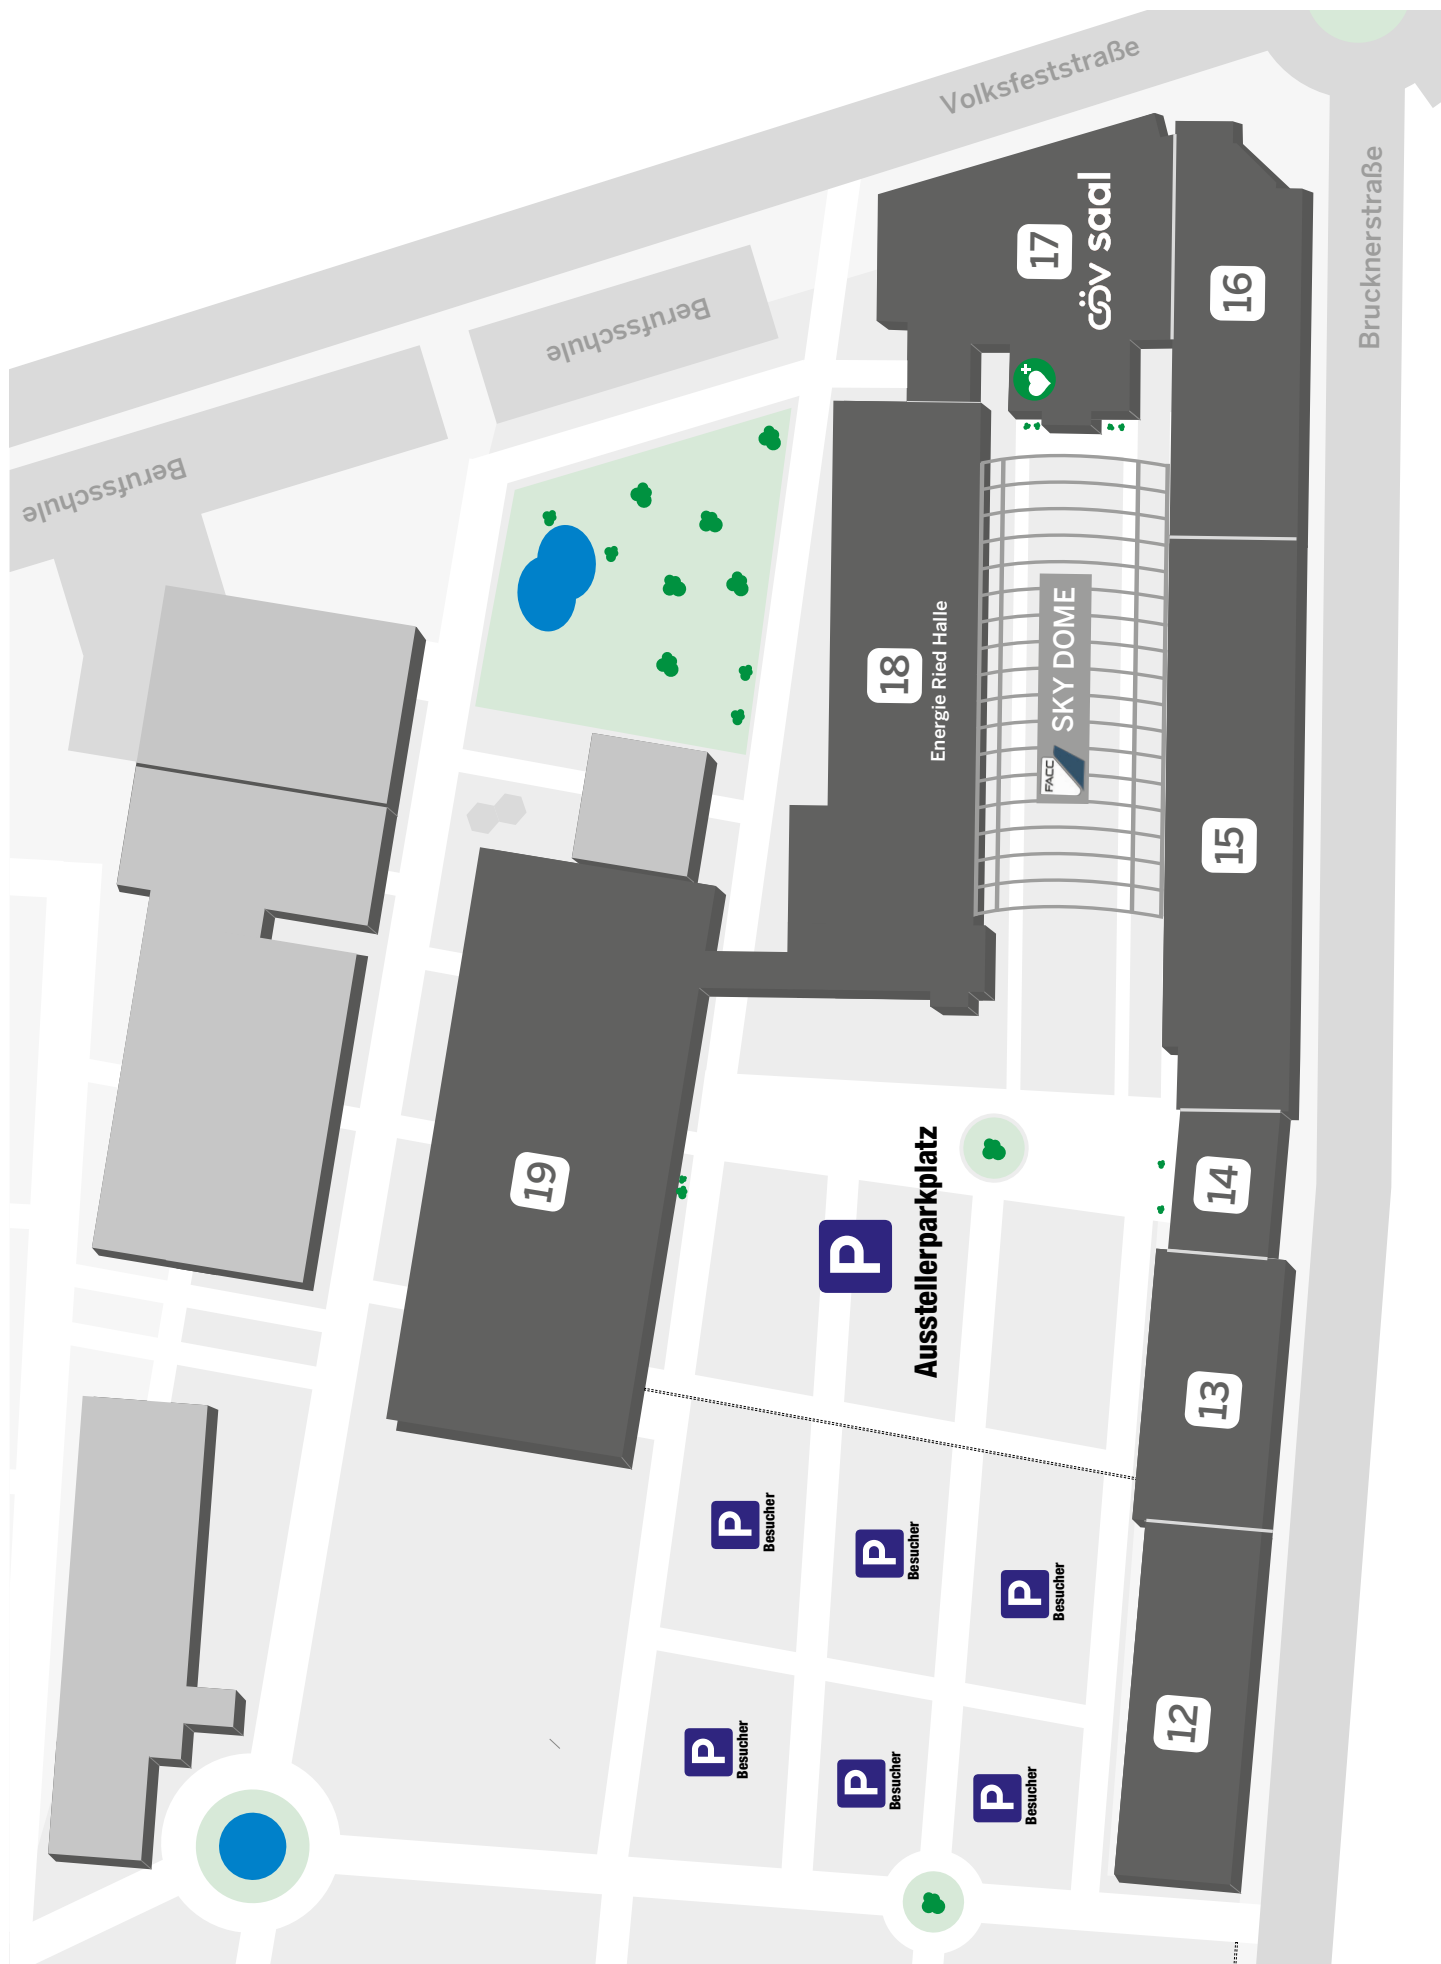 Volksfeststraße
Brucknerstraße
Berufsschule
Berufsschule
17
söv saal
16
18
Energie Ried Halle
SKY DOME
FACC
15
19
14
P
Ausstellerparkplatz
13
P
Besucher
P
Besucher
P
Besucher
12
P
Besucher
P
Besucher
P
Besucher